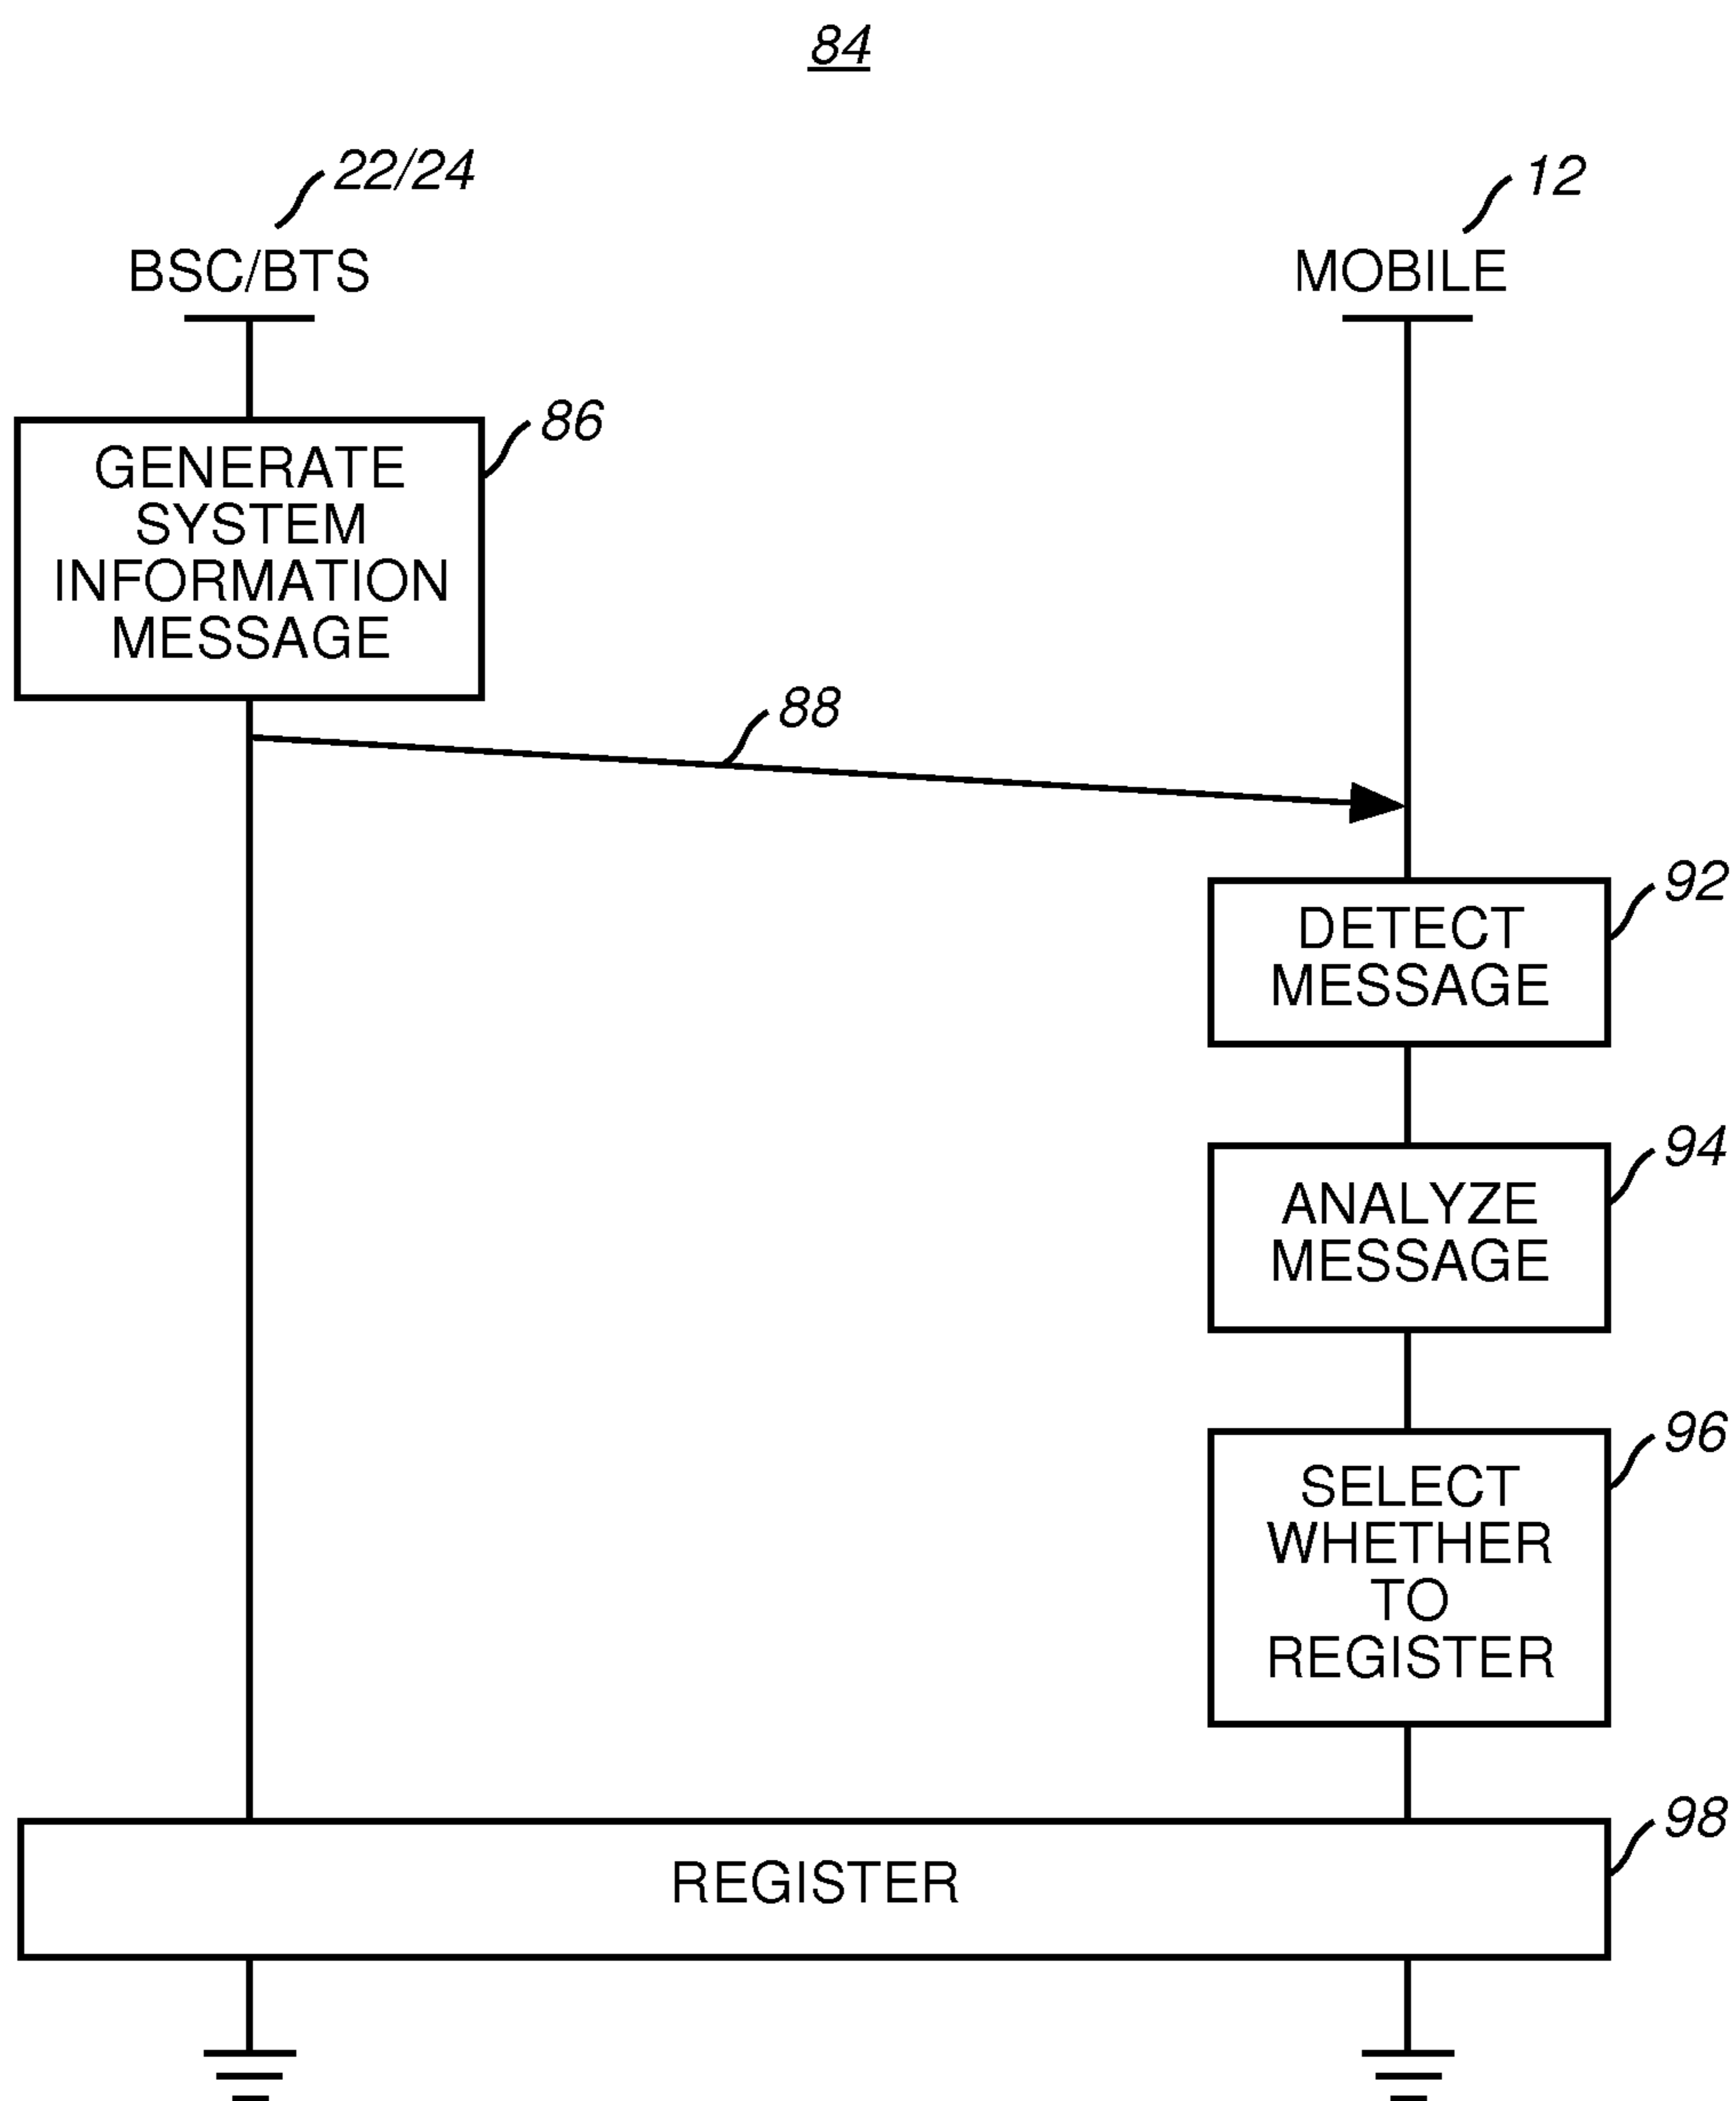 84
22/24
12
BSC/BTS
MOBILE
86
GENERATE
SYSTEM
INFORMATION
MESSAGE
88
92
DETECT
MESSAGE
94
ANALYZE
MESSAGE
96
SELECT
WHETHER
TO
REGISTER
98
REGISTER